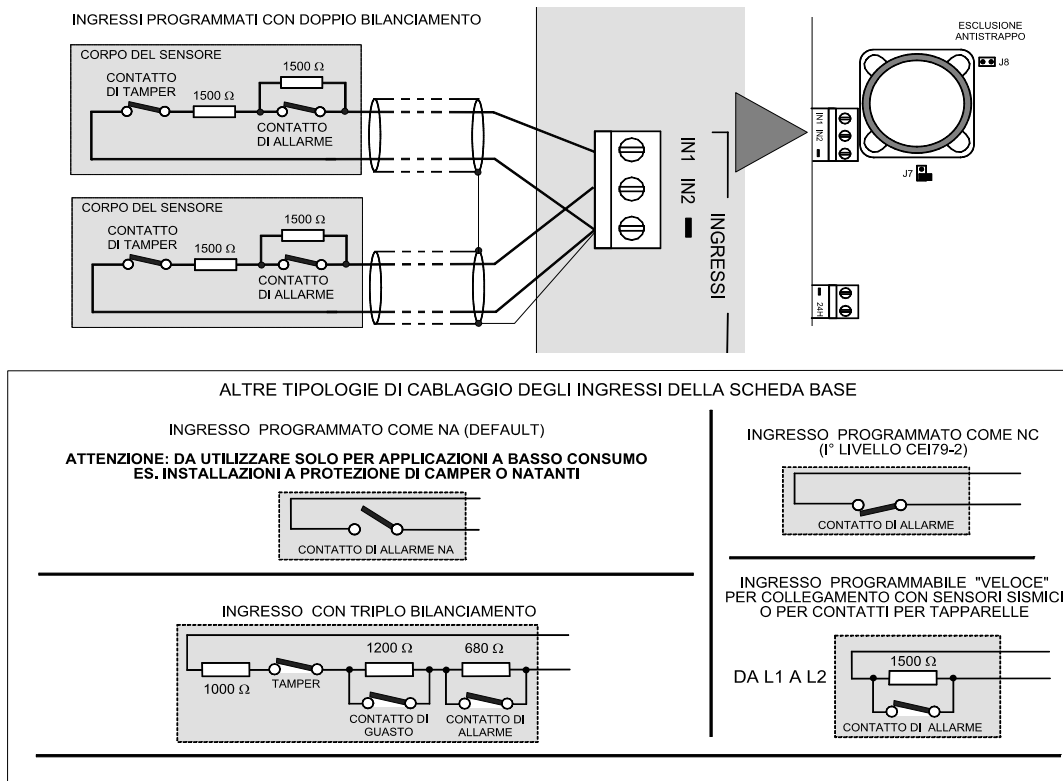 INGRESSI PROGRAMMATI CON DOPPIO BILANCIAMENTO
CORPO DEL SENSORE
CONTATTO
DI TAMPER
1500 Ω
1500 Ω
CONTATTO
DI ALLARME
CORPO DEL SENSORE
CONTATTO
DI TAMPER
1500 Ω
1500 Ω
CONTATTO
DI ALLARME
IN1
IN2
INGRESSI
ESCLUSIONE
ANTISTRAPPO
J8
IN1
IN2
J7
24H
ALTRE TIPOLOGIE DI CABLAGGIO DEGLI INGRESSI DELLA SCHEDA BASE
INGRESSO PROGRAMMATO COME NA (DEFAULT)
ATTENZIONE: DA UTILIZZARE SOLO PER APPLICAZIONI A BASSO CONSUMO
ES. INSTALLAZIONI A PROTEZIONE DI CAMPER O NATANTI
CONTATTO DI ALLARME NA
INGRESSO PROGRAMMATO COME NC
(I° LIVELLO CEI79-2)
CONTATTO DI ALLARME
INGRESSO CON TRIPLO BILANCIAMENTO
1000 Ω
TAMPER
1200 Ω
680 Ω
CONTATTO DI
GUASTO
CONTATTO DI
ALLARME
INGRESSO PROGRAMMABILE "VELOCE"
PER COLLEGAMENTO CON SENSORI SISMICI
O PER CONTATTI PER TAPPARELLE
DA L1 A L2
1500 Ω
CONTATTO DI ALLARME